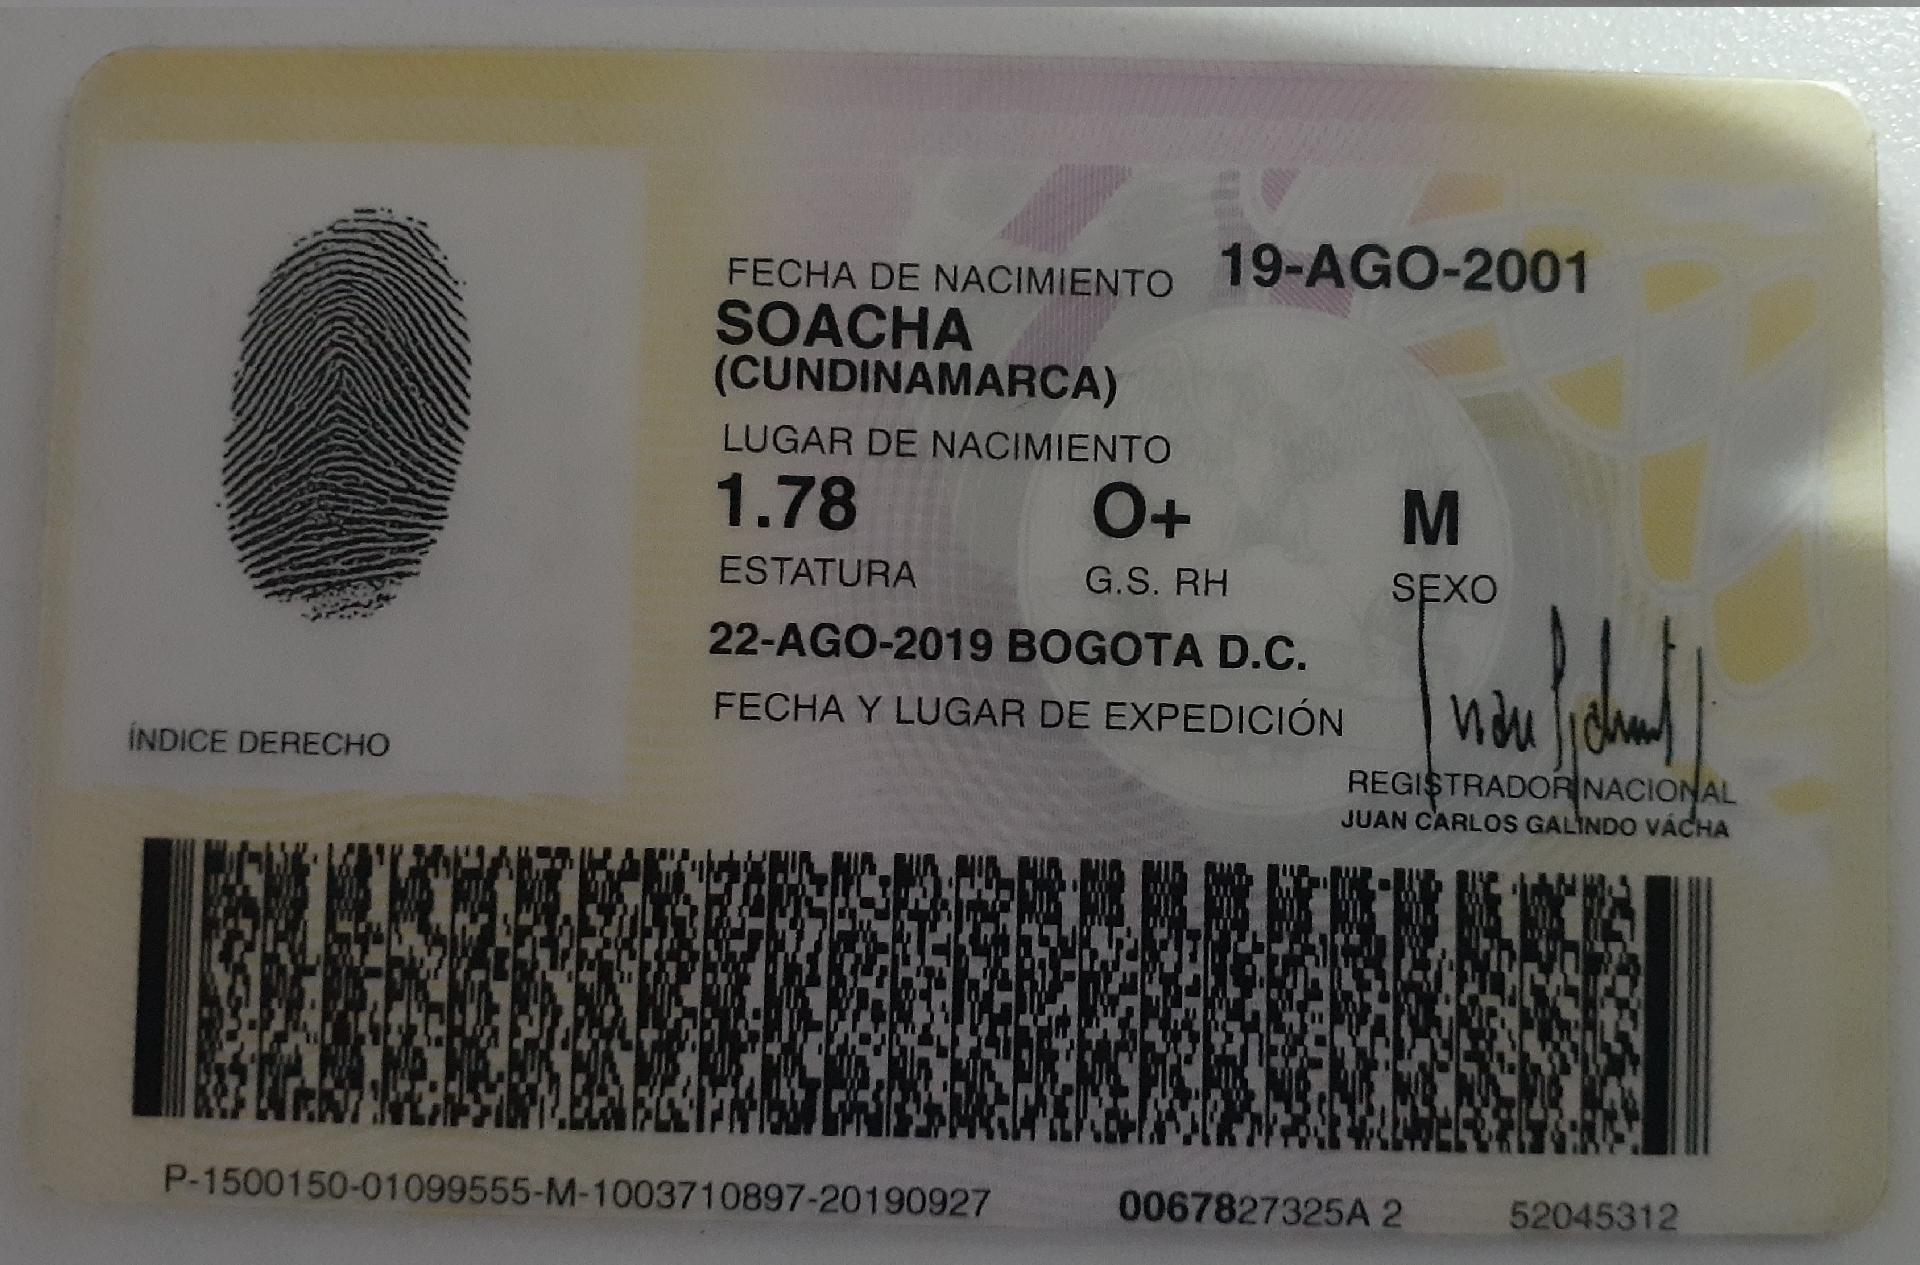 FECHA DE NACIMIENTO 19-AGO-2001
SOACHA
(CUNDINAMARCA)
LUGAR DE NACIMIENTO
1.78 O+ M
ESTATURA G.S. RH SEXO
22-AGO-2019 BOGOTA D.C.
FECHA Y LUGAR DE EXPEDICIÓN
ÍNDICE DERECHO
REGISTRADOR NACIONAL
JUAN CARLOS GALINDO VÁCHA
P-1500150-01099555-M-1003710897-20190927 0067827325A 2 52045312